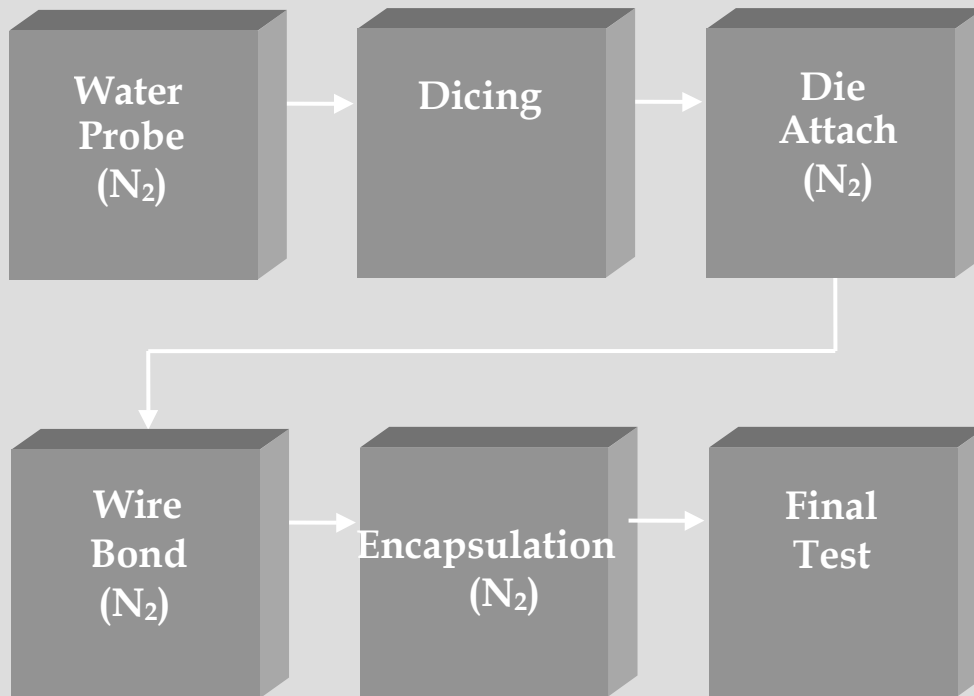 Water
Probe
(N₂)
Dicing
Die
Attach
(N₂)
Wire
Bond
(N₂)
Encapsulation
(N₂)
Final
Test